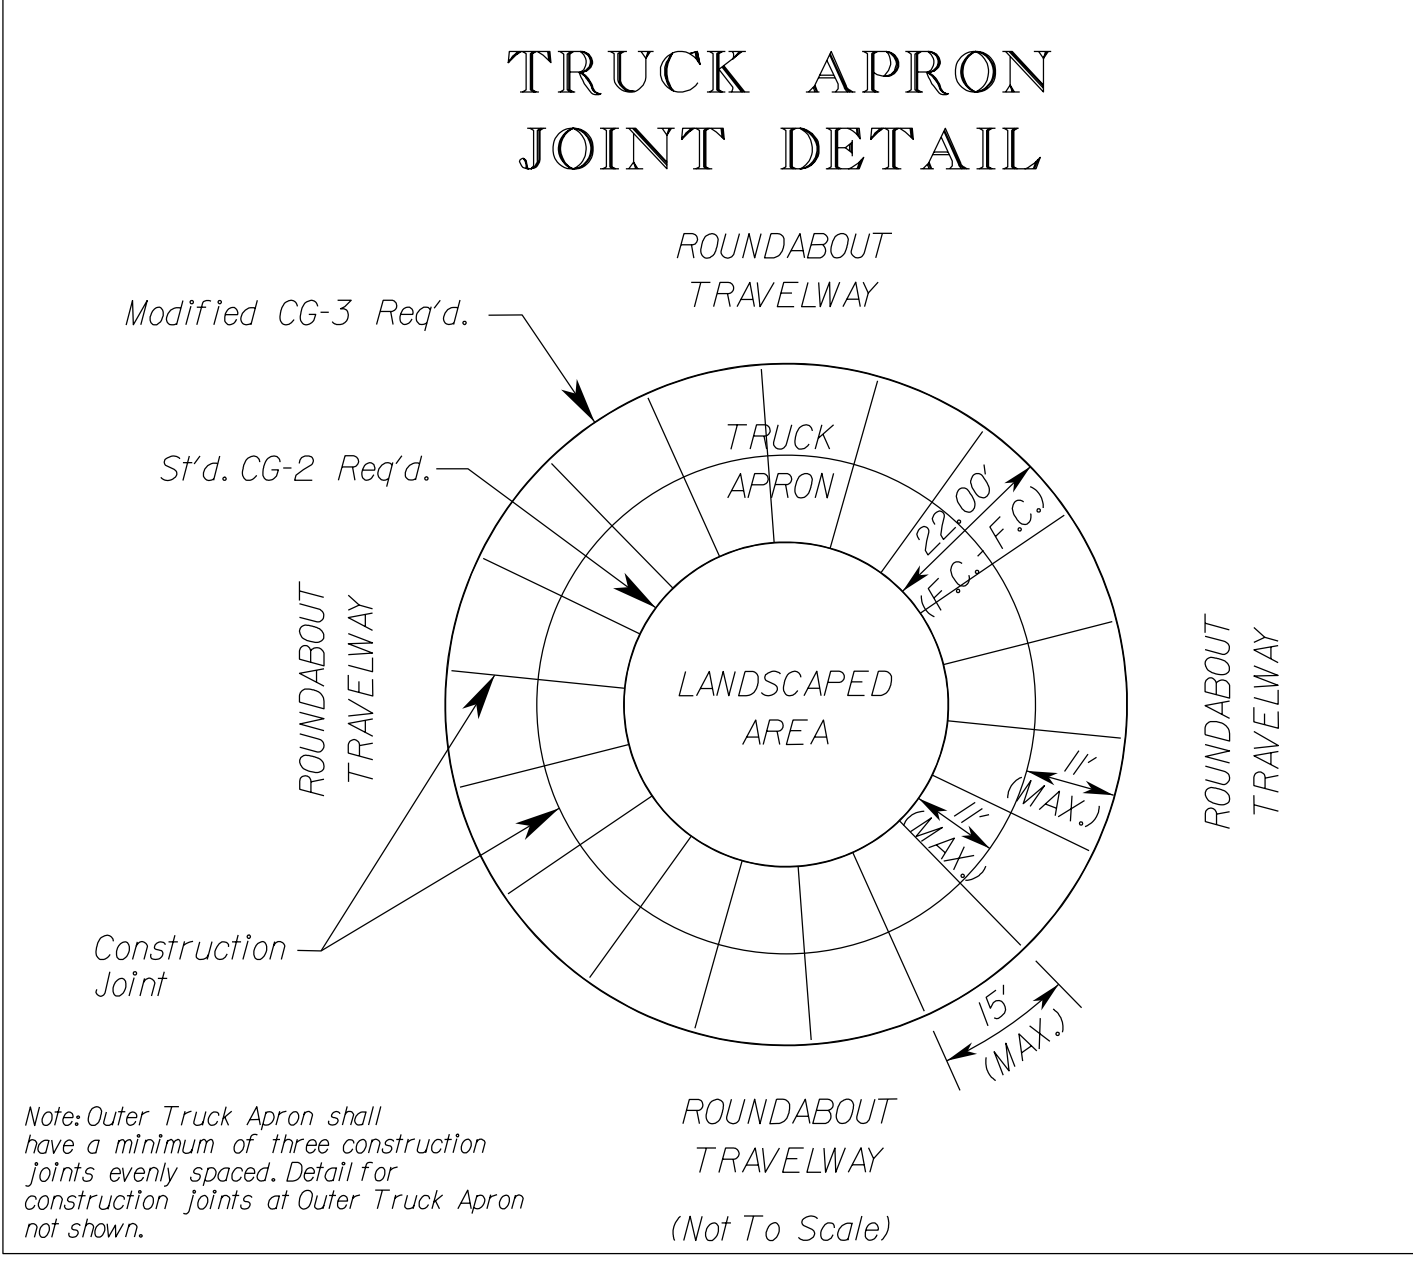 TRUCK APRON
JOINT DETAIL
ROUNDABOUT
TRAVELWAY
Modified CG-3 Req'd.
St'd. CG-2 Req'd.
TRUCK
APRON
22.00'
(F.C.- F.C.)
ROUNDABOUT
TRAVELWAY
LANDSCAPED
AREA
ROUNDABOUT
TRAVELWAY
11'
(MAX.)
11'
(MAX.)
Construction
Joint
15'
(MAX.)
Note: Outer Truck Apron shall
have a minimum of three construction
joints evenly spaced. Detail for
construction joints at Outer Truck Apron
not shown.
ROUNDABOUT
TRAVELWAY
(Not To Scale)